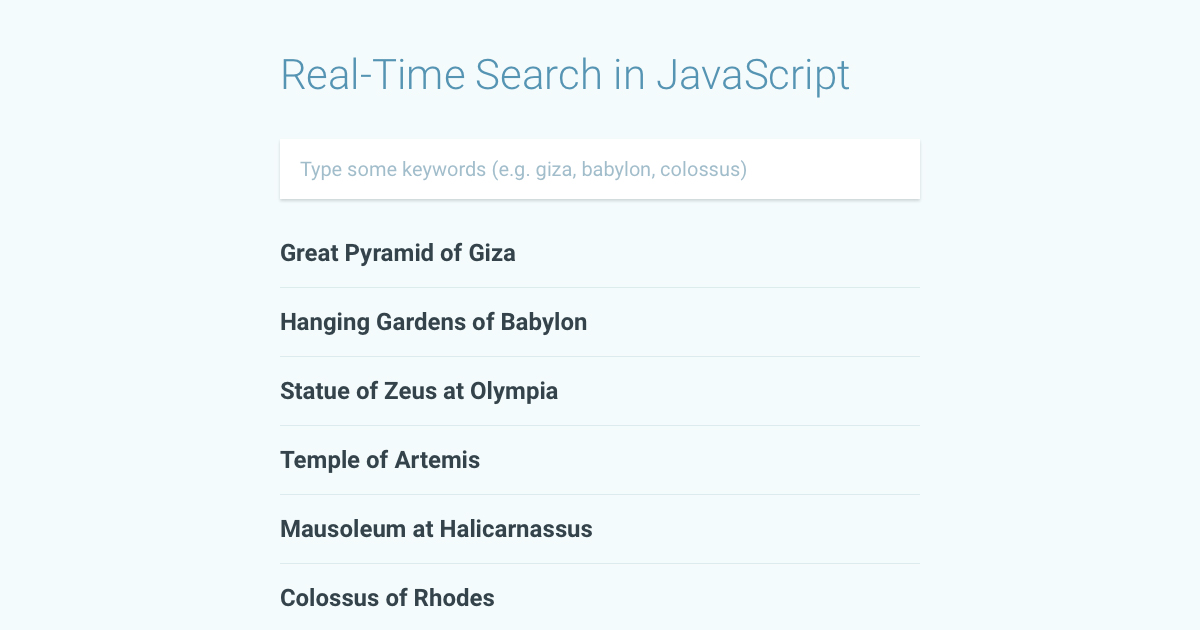 Real-Time Search in JavaScript
Type some keywords (e.g. giza, babylon, colossus)
Great Pyramid of Giza
Hanging Gardens of Babylon
Statue of Zeus at Olympia
Temple of Artemis
Mausoleum at Halicarnassus
Colossus of Rhodes